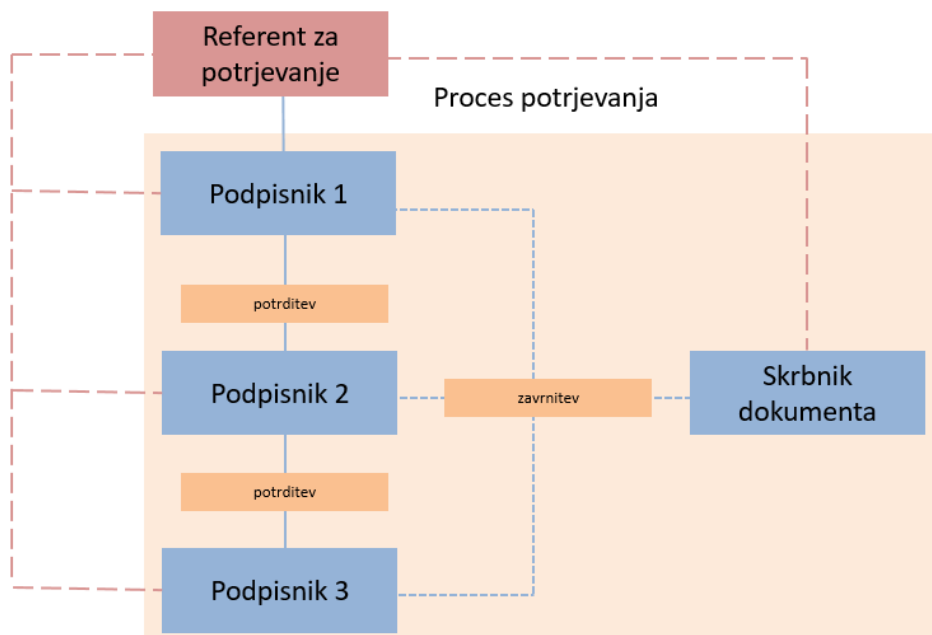 Referent za
potrjevanje
Proces potrjevanja
Podpisnik 1
potrditev
Podpisnik 2
zavrnitev
Skrbnik
dokumenta
potrditev
Podpisnik 3